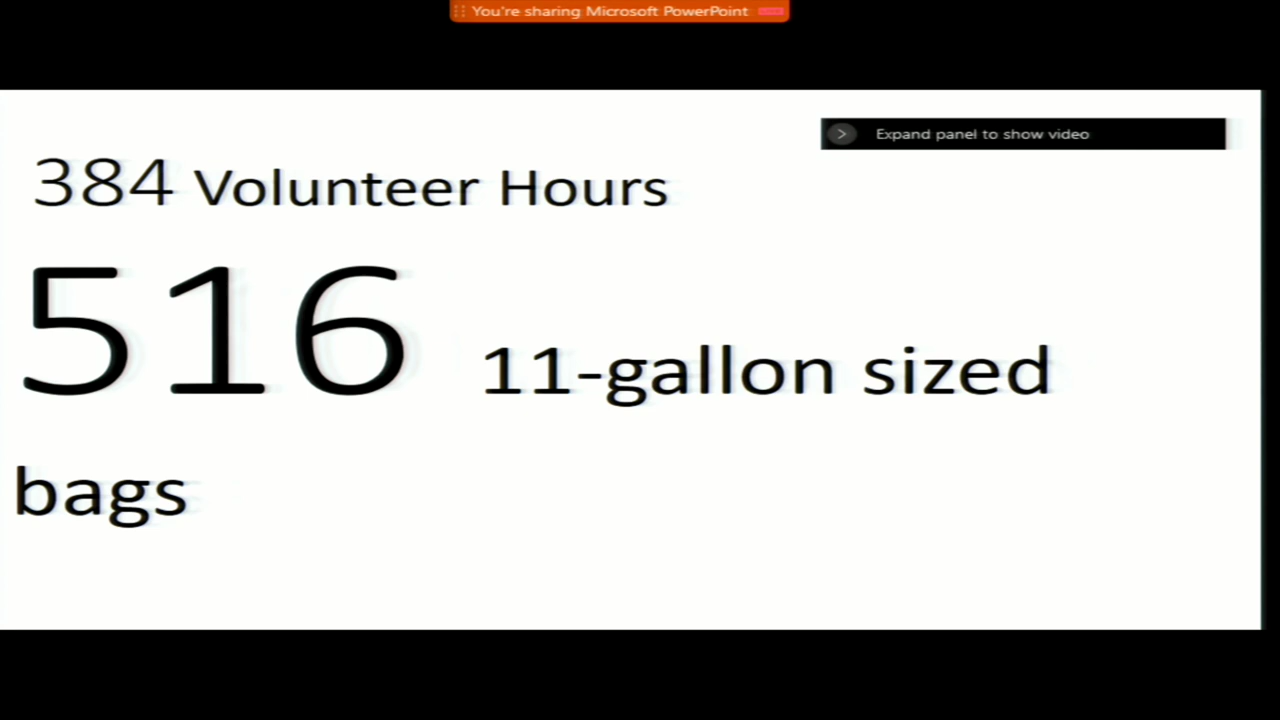 You're sharing Microsoft PowerPoint
Expand panel to show video
384 Volunteer Hours
516 11-gallon sized
bags